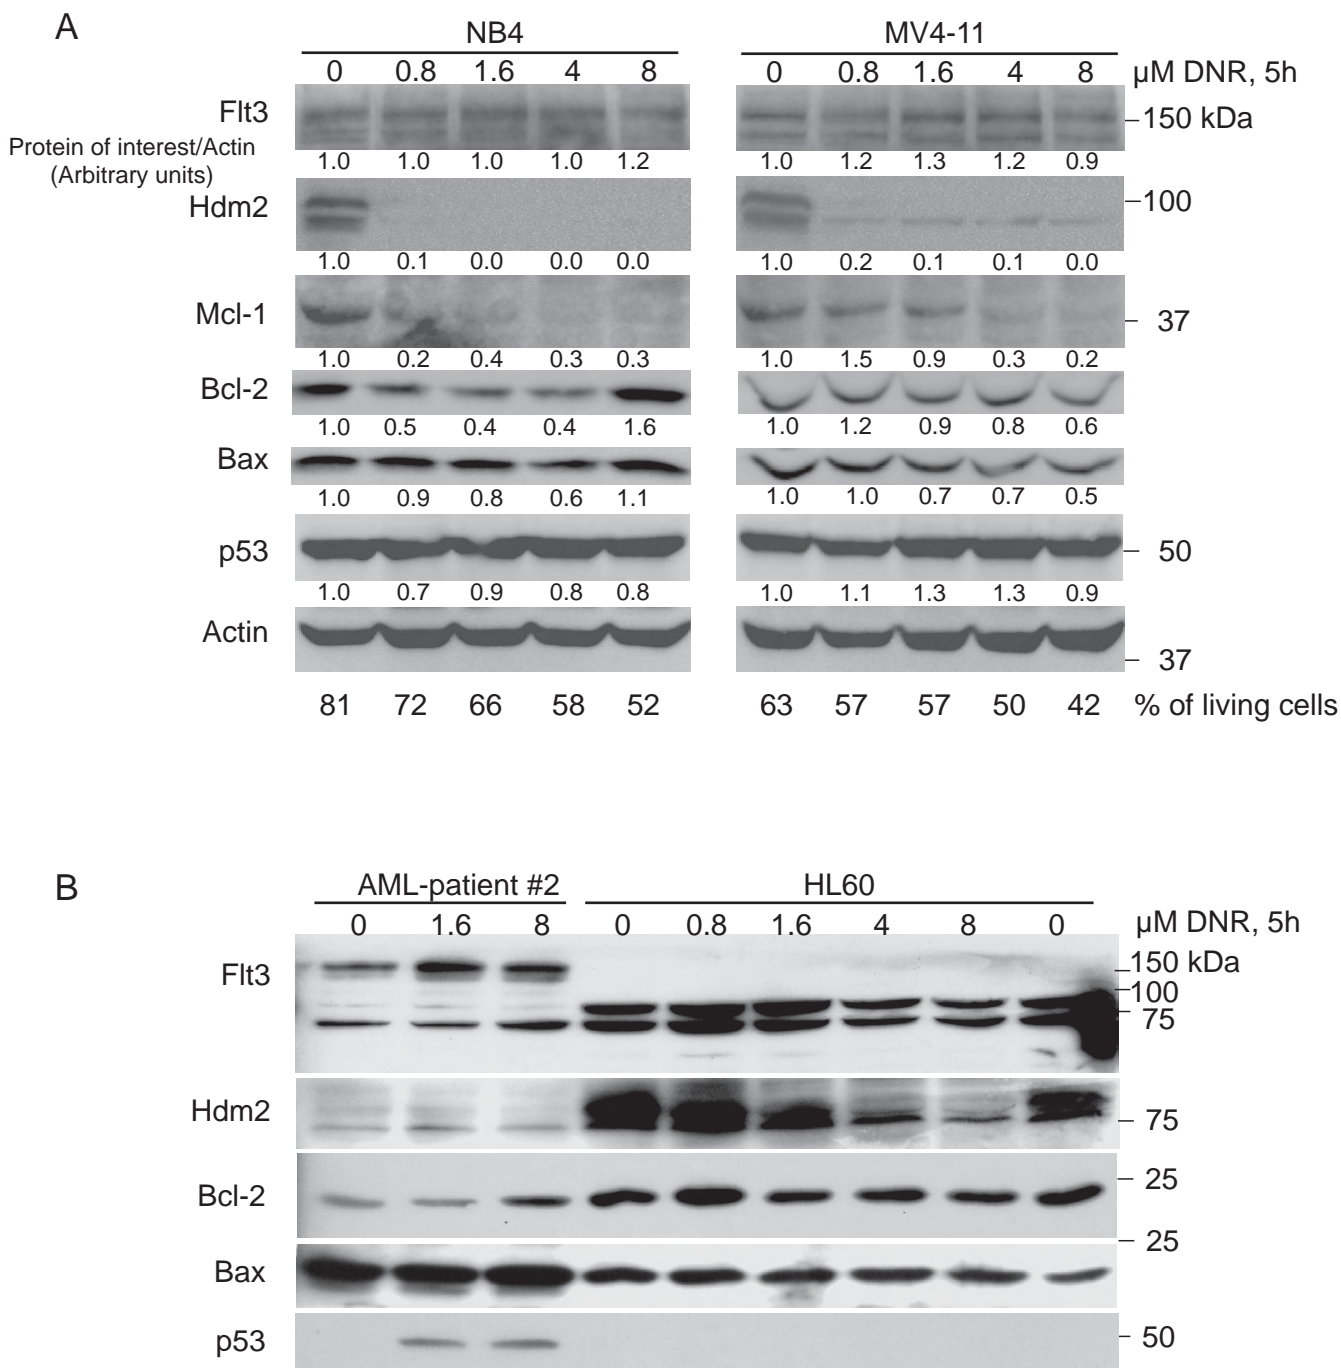 A
NB4 MV4-11
0 0.8 1.6 4 8 0 0.8 1.6 4 8 µM DNR, 5h
Flt3 150 kDa
Protein of interest/Actin
(Arbitrary units)
1.0 1.0 1.0 1.0 1.2 1.0 1.2 1.3 1.2 0.9
Hdm2 100
1.0 0.1 0.0 0.0 0.0 1.0 0.2 0.1 0.1 0.0
Mcl-1 37
1.0 0.2 0.4 0.3 0.3 1.0 1.5 0.9 0.3 0.2
Bcl-2
1.0 0.5 0.4 0.4 1.6 1.0 1.2 0.9 0.8 0.6
Bax
1.0 0.9 0.8 0.6 1.1 1.0 1.0 0.7 0.7 0.5
p53 50
1.0 0.7 0.9 0.8 0.8 1.0 1.1 1.3 1.3 0.9
Actin
37
81 72 66 58 52 63 57 57 50 42 % of living cells
B
AML-patient #2 HL60
0 1.6 8 0 0.8 1.6 4 8 0 µM DNR, 5h
Flt3 150 kDa
100
75
Hdm2 75
Bcl-2 25
25
Bax
p53 50